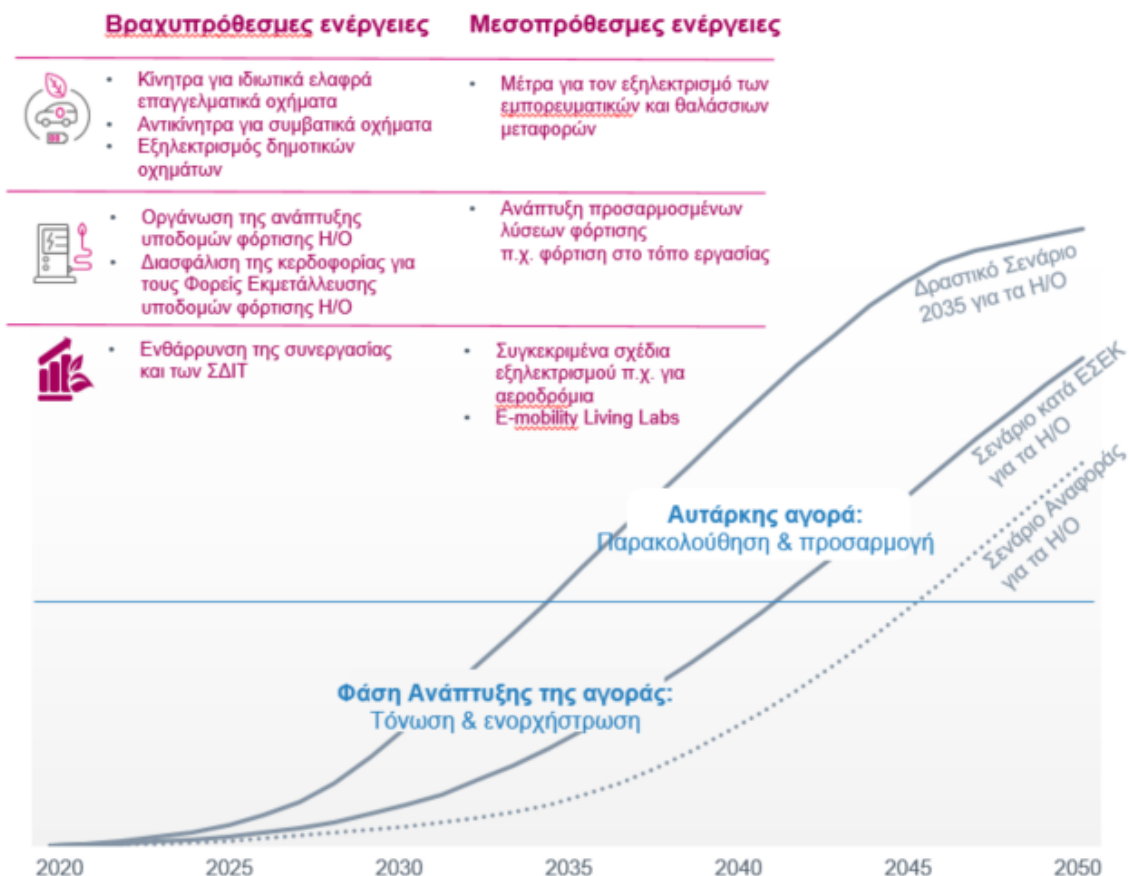 Βραχυπρόθεσμες ενέργειες
Μεσοπρόθεσμες ενέργειες
• Κίνητρα για ιδιωτικά ελαφρά
επαγγελματικά οχήματα
• Αντικίνητρα για συμβατικά οχήματα
• Εξηλεκτρισμός δημοτικών
οχημάτων
• Μέτρα για τον εξηλεκτρισμό των
εμπορευματικών και θαλάσσιων
μεταφορών
• Οργάνωση της ανάπτυξης
υποδομών φόρτισης Η/Ο
• Διασφάλιση της κερδοφορίας για
τους Φορείς Εκμετάλλευσης
υποδομών φόρτισης Η/Ο
• Ανάπτυξη προσαρμοσμένων
λύσεων φόρτισης
π.χ. φόρτιση στο τόπο εργασίας
• Ενθάρρυνση της συνεργασίας
και των ΣΔΙΤ
• Συγκεκριμένα σχέδια
εξηλεκτρισμού π.χ. για
αεροδρόμια
• E-mobility Living Labs
Δραστικό Σενάριο
2035 για τα Η/Ο
Σενάριο κατά ΕΣΕΚ
για τα Η/Ο
Σενάριο Αναφοράς
για τα Η/Ο
Αυτάρκης αγορά:
Παρακολούθηση & προσαρμογή
Φάση Ανάπτυξης της αγοράς:
Τόνωση & ενορχήστρωση
2020 2025 2030 2035 2040 2045 2050